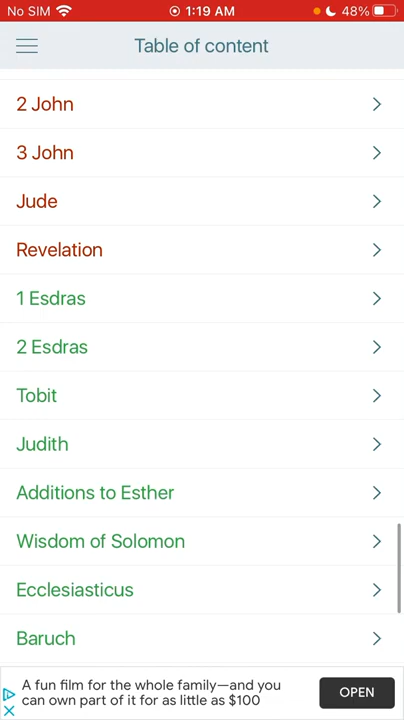 No SIM 1:19 AM 48%
Table of content
2 John
3 John
Jude
Revelation
1 Esdras
2 Esdras
Tobit
Judith
Additions to Esther
Wisdom of Solomon
Ecclesiasticus
Baruch
A fun film for the whole family—and you
can own part of it for as little as $100
OPEN